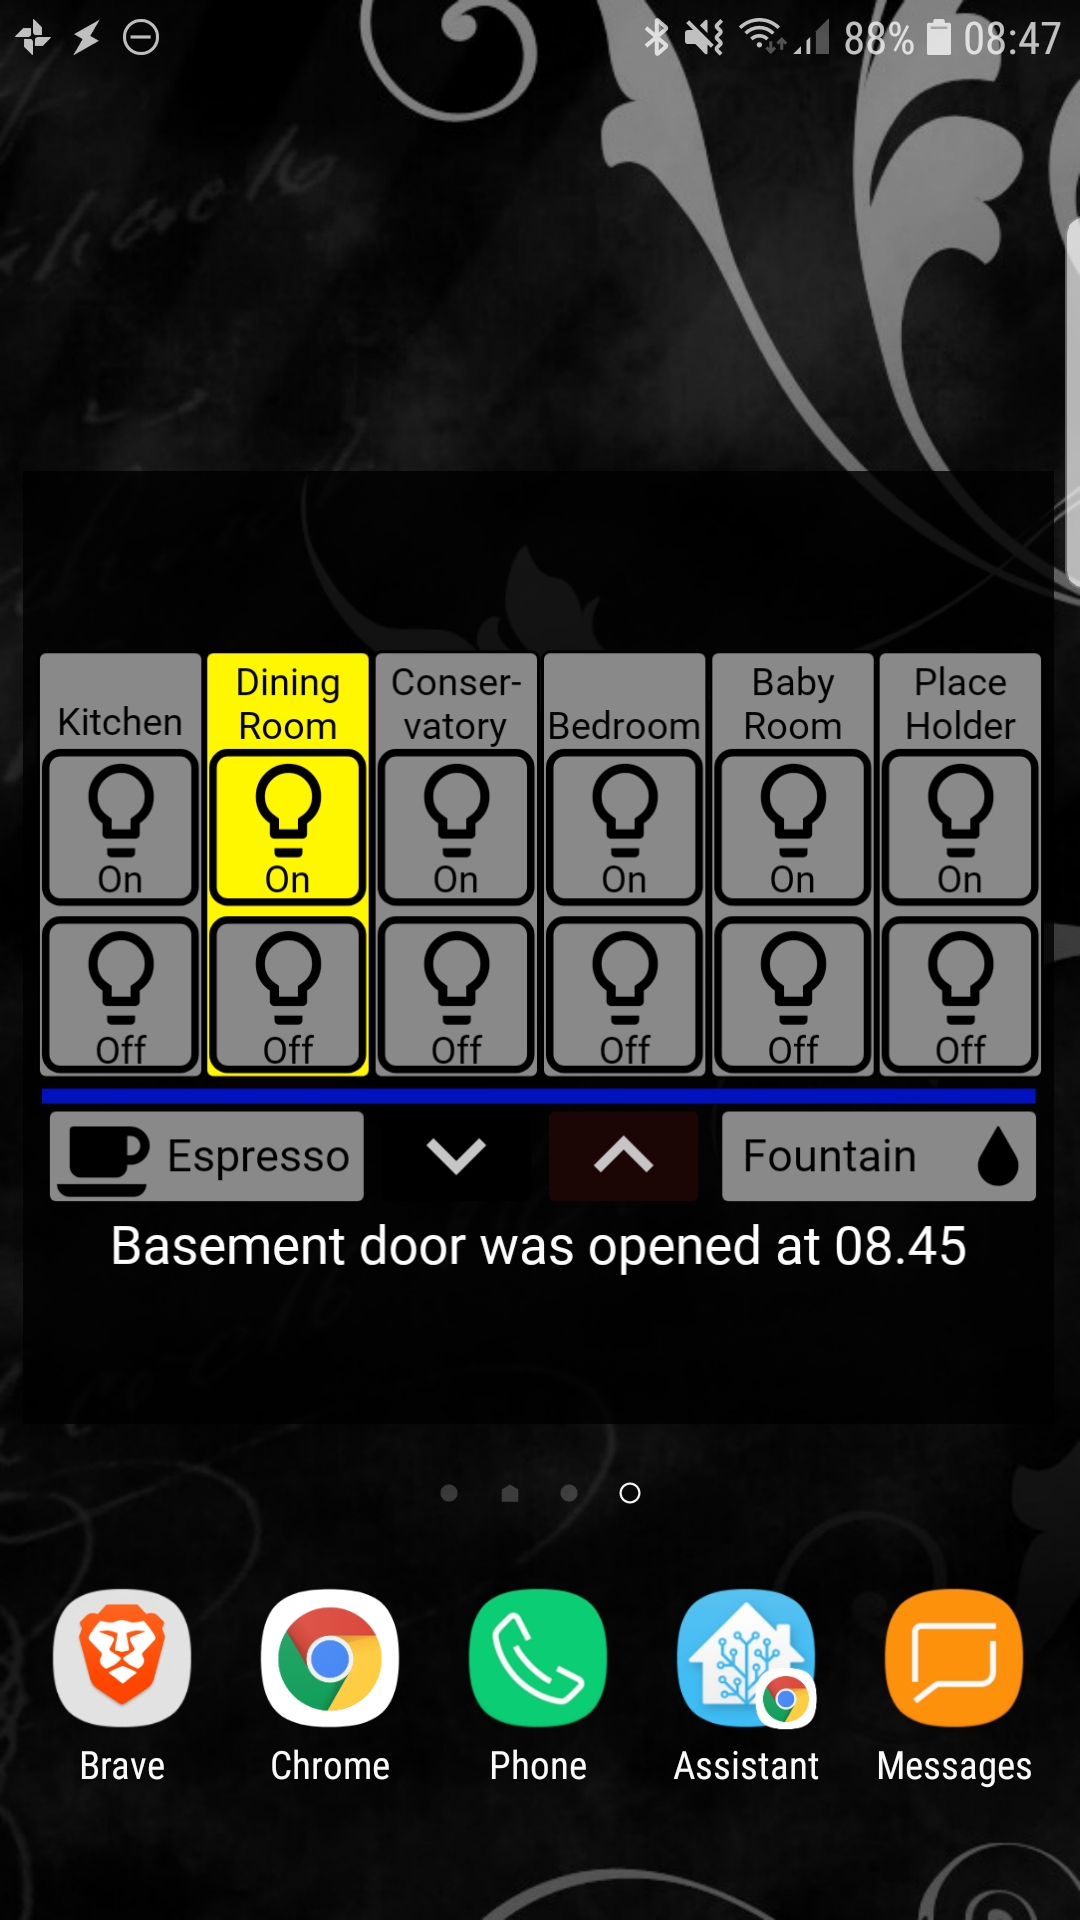 88% 08:47
Kitchen
Dining
Room
Conser-
vatory
Bedroom
Baby
Room
Place
Holder
On On On On On On
Off Off Off Off Off Off
Espresso Fountain
Basement door was opened at 08.45
Brave Chrome Phone Assistant Messages